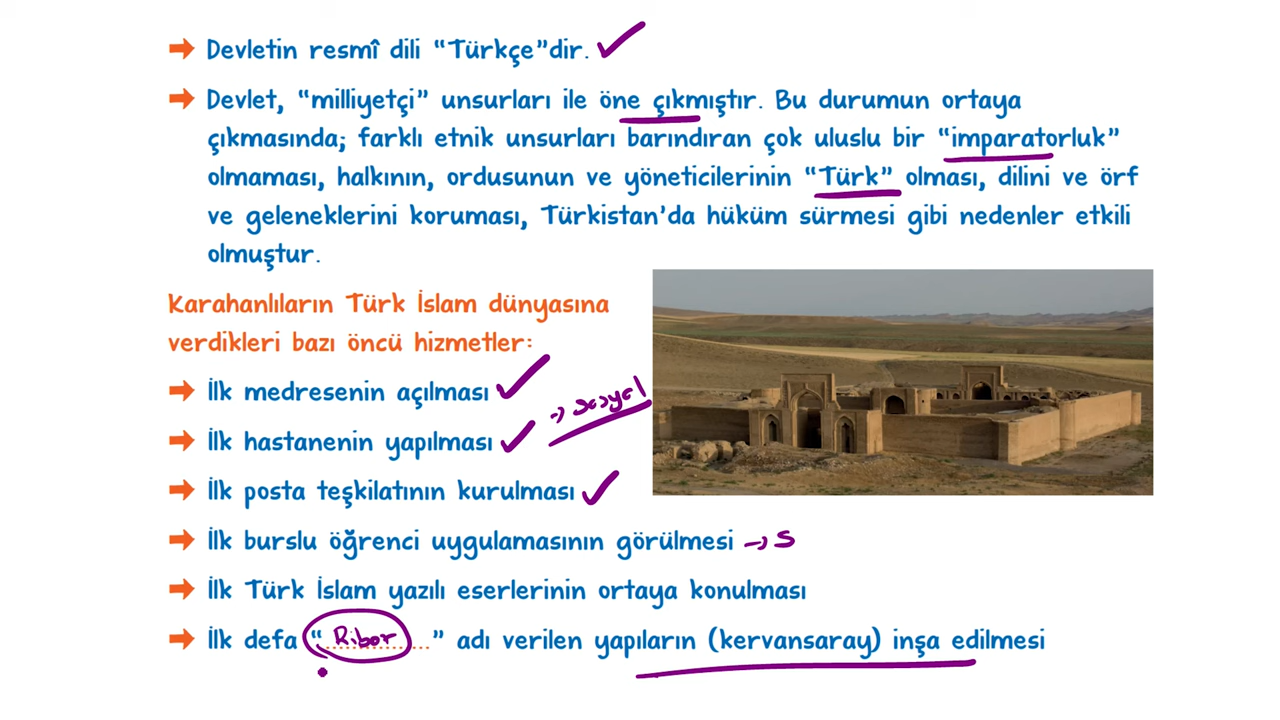 ➡ Devletin resmî dili “Türkçe”dir.
➡ Devlet, “milliyetçi” unsurları ile öne çıkmıştır. Bu durumun ortaya
çıkmasında; farklı etnik unsurları barındıran çok uluslu bir “imparatorluk”
olmaması, halkının, ordusunun ve yöneticilerinin “Türk” olması, dilini ve örf
ve geleneklerini koruması, Türkistan’da hüküm sürmesi gibi nedenler etkili
olmuştur.
Karahanlıların Türk İslam dünyasına
verdikleri bazı öncü hizmetler:
➡ İlk medresenin açılması
→ sosyal
➡ İlk hastanenin yapılması
➡ İlk posta teşkilatının kurulması
➡ İlk burslu öğrenci uygulamasının görülmesi → S
➡ İlk Türk İslam yazılı eserlerinin ortaya konulması
➡ İlk defa “Ribar..” adı verilen yapıların (kervansaray) inşa edilmesi